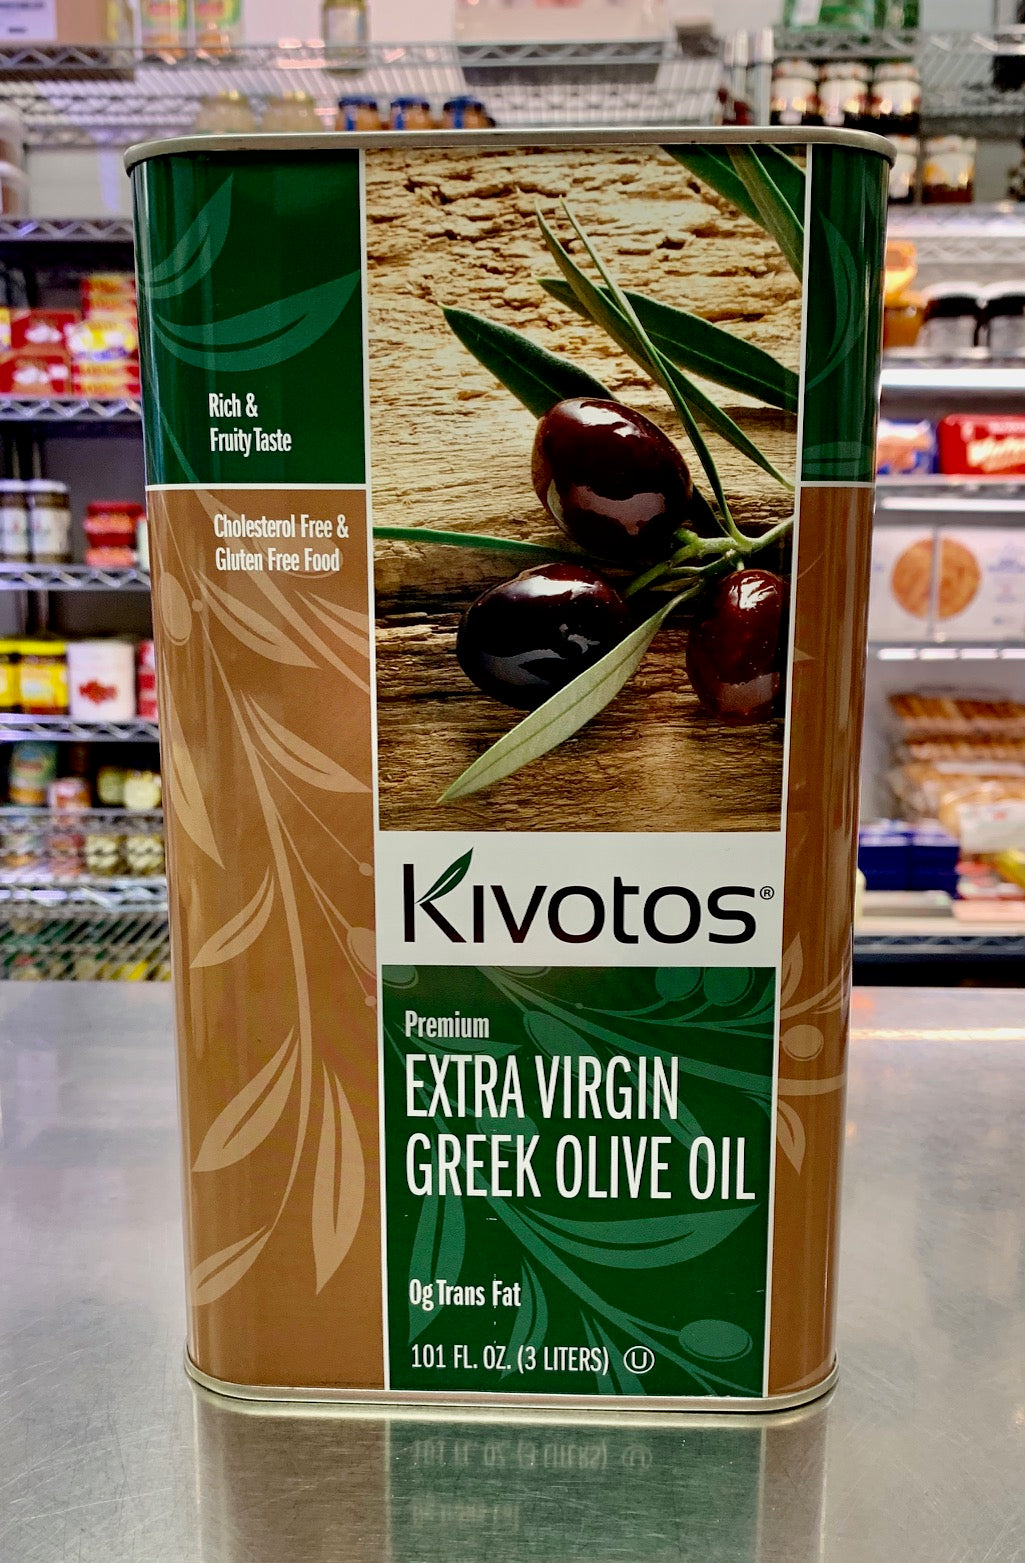 Rich &
Fruity Taste
Cholesterol Free &
Gluten Free Food
Kivotos®
Premium
EXTRA VIRGIN
GREEK OLIVE OIL
0g Trans Fat
101 FL. OZ. (3 LITERS) Ⓤ